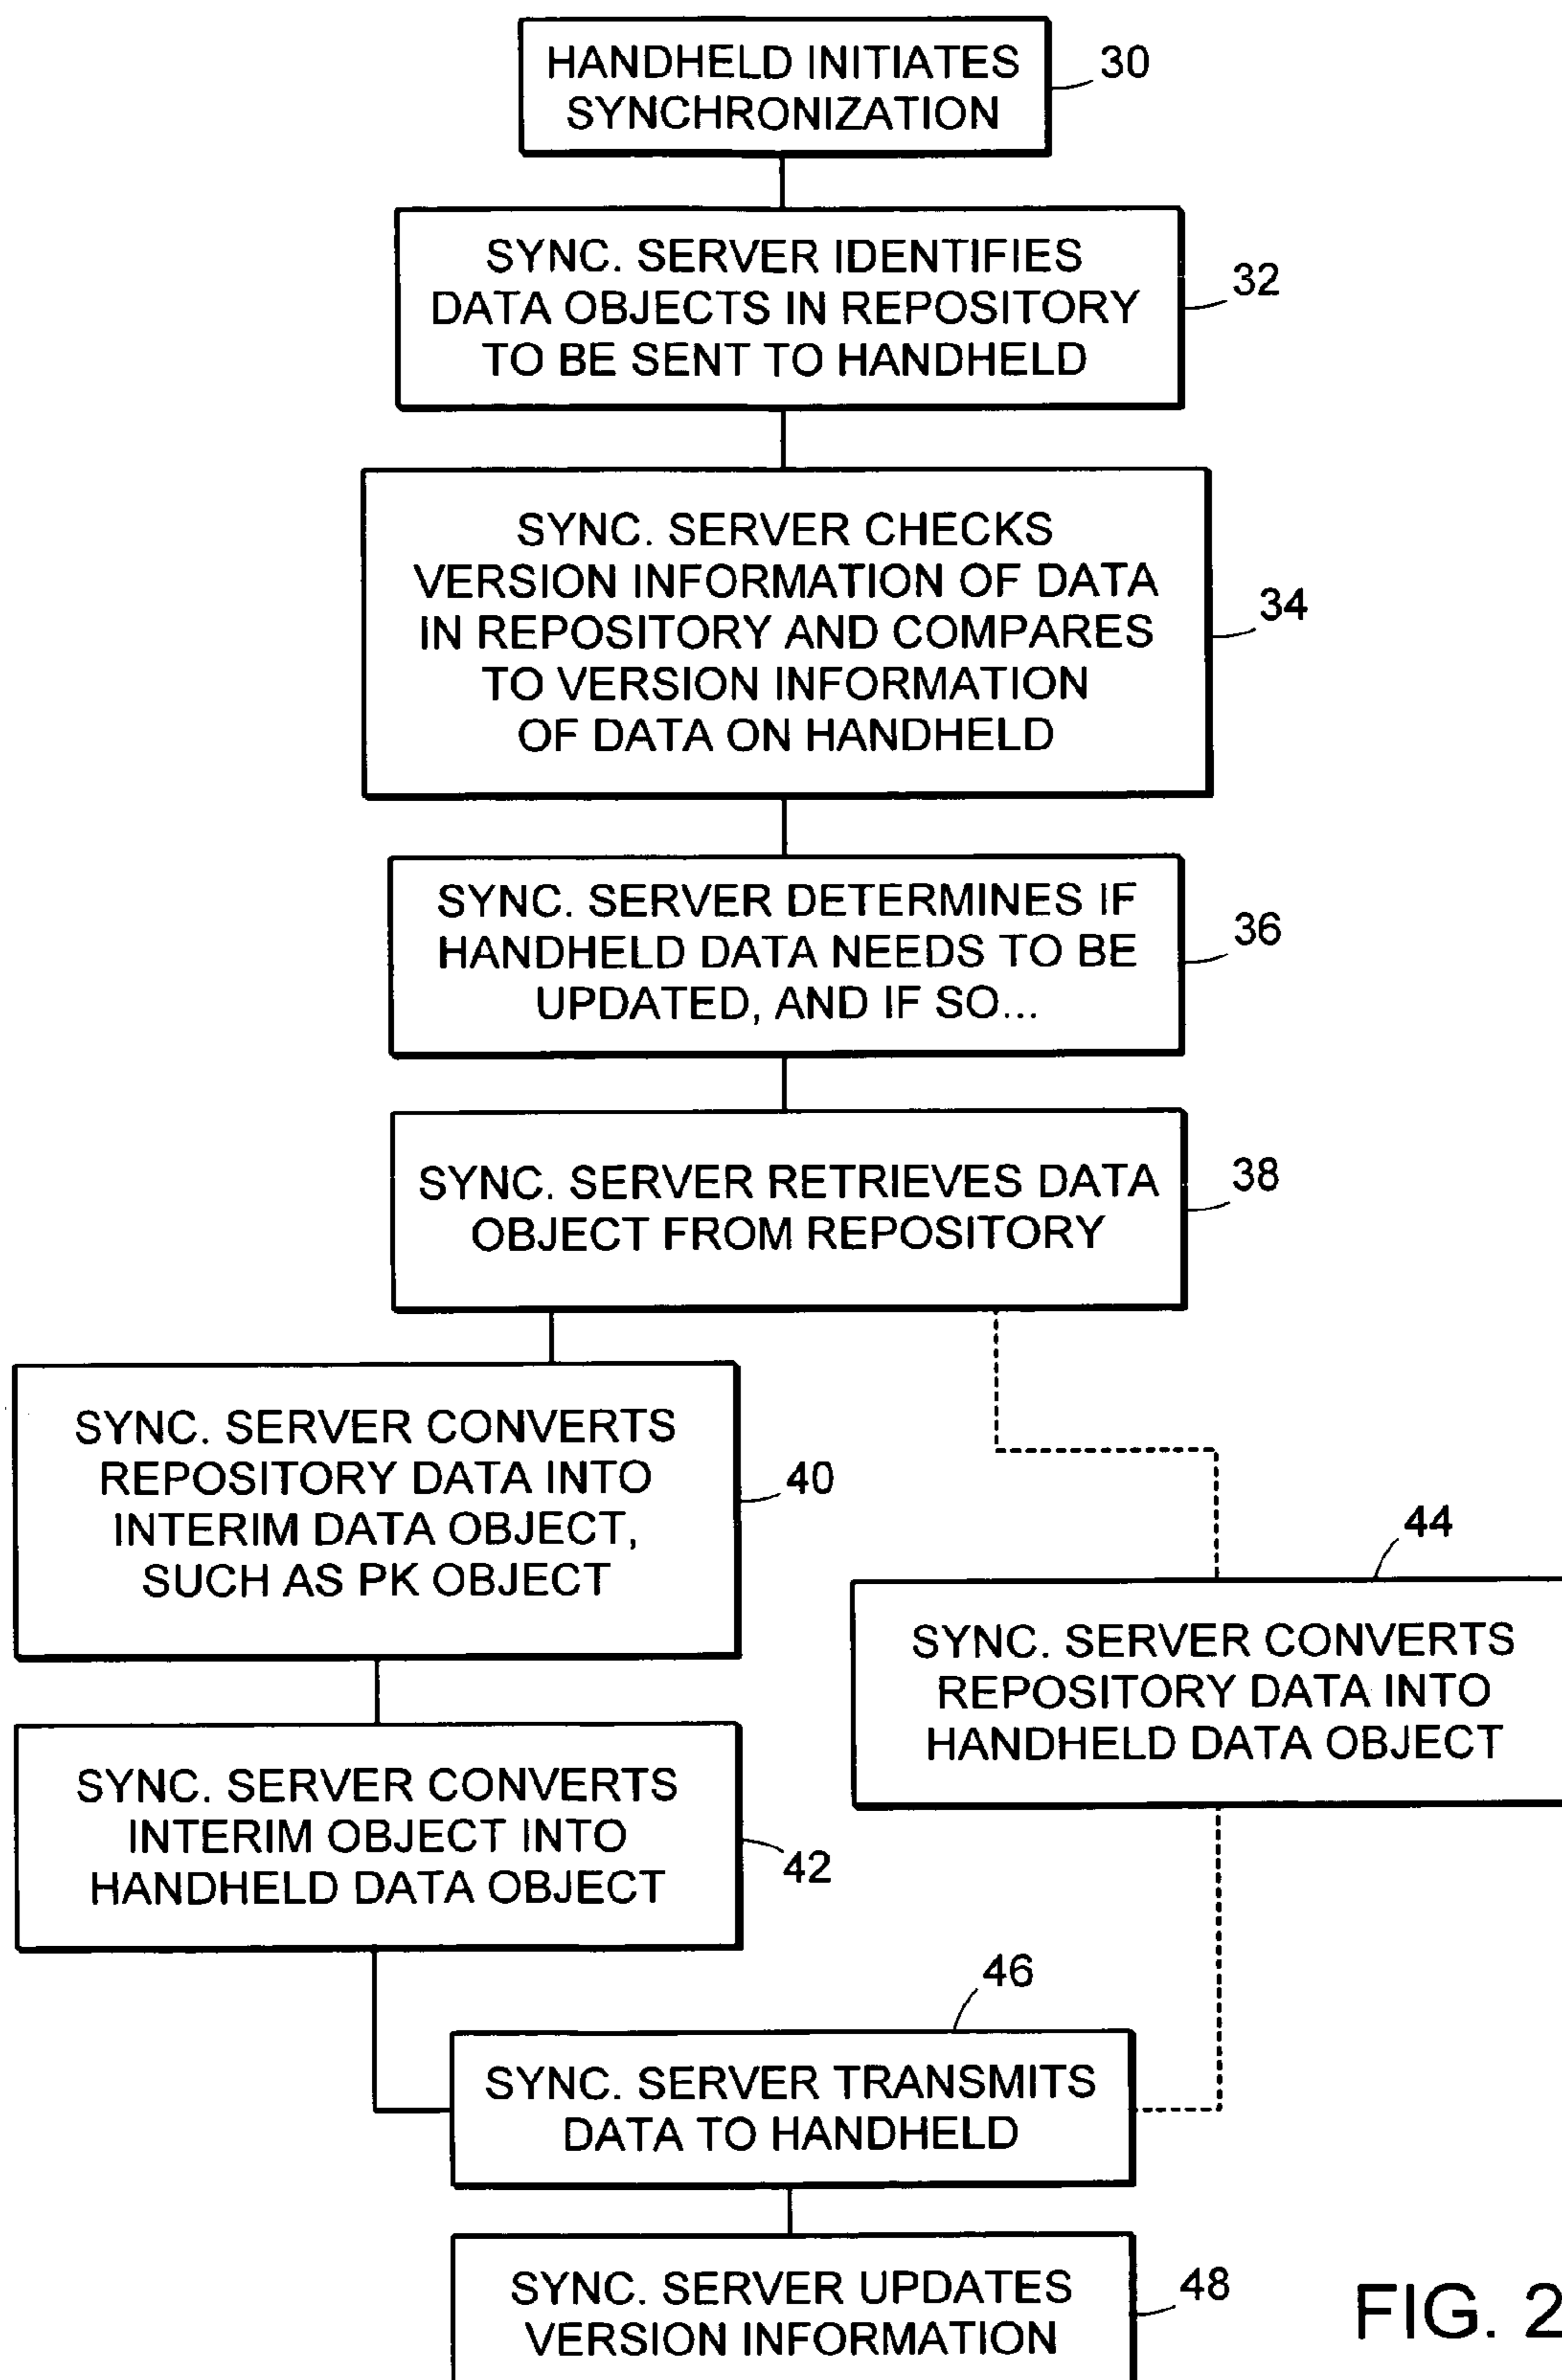 HANDHELD INITIATES
SYNCHRONIZATION
30
SYNC. SERVER IDENTIFIES
DATA OBJECTS IN REPOSITORY
TO BE SENT TO HANDHELD
32
SYNC. SERVER CHECKS
VERSION INFORMATION OF DATA
IN REPOSITORY AND COMPARES
TO VERSION INFORMATION
OF DATA ON HANDHELD
34
SYNC. SERVER DETERMINES IF
HANDHELD DATA NEEDS TO BE
UPDATED, AND IF SO...
36
SYNC. SERVER RETRIEVES DATA
OBJECT FROM REPOSITORY
38
SYNC. SERVER CONVERTS
REPOSITORY DATA INTO
INTERIM DATA OBJECT,
SUCH AS PK OBJECT
40
44
SYNC. SERVER CONVERTS
REPOSITORY DATA INTO
HANDHELD DATA OBJECT
SYNC. SERVER CONVERTS
INTERIM OBJECT INTO
HANDHELD DATA OBJECT
42
46
SYNC. SERVER TRANSMITS
DATA TO HANDHELD
SYNC. SERVER UPDATES
VERSION INFORMATION
48
FIG. 2